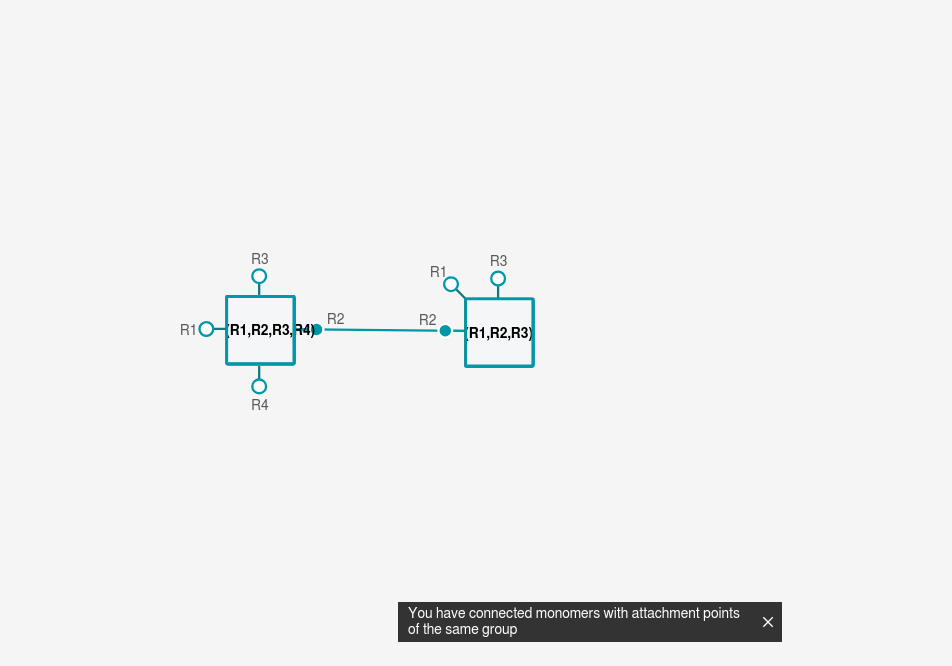 R3
R1
R3
R2
R2
R1
(R1,R2,R3,R4)
(R1,R2,R3)
R4
You have connected monomers with attachment points
of the same group